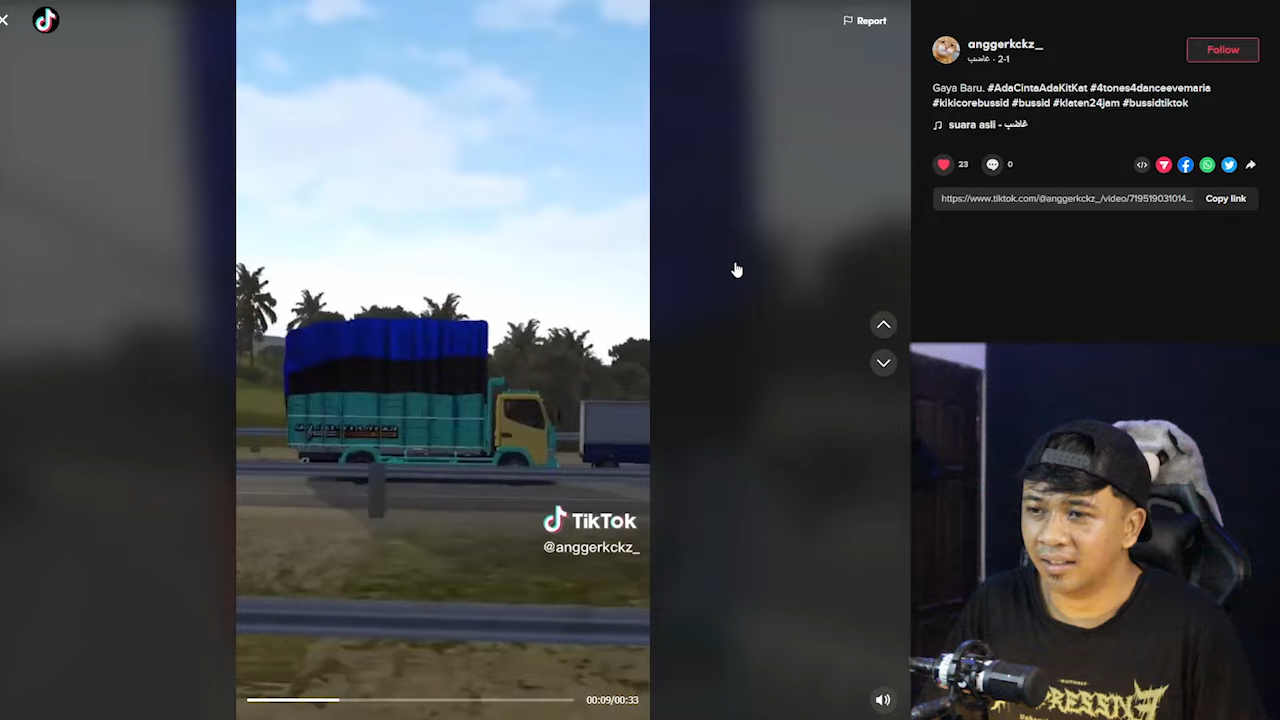 Report
anggerkckz_
غاضب · 2-1
Follow
Gaya Baru. #AdaCintaAdaKitKat #4tones4danceevemaria
#kikicorebussid #bussid #klaten24jam #bussidtiktok
suara asli - غاضب
23
0
https://www.tiktok.com/@anggerkckz_/video/719519031014...
Copy link
TikTok
@anggerkckz_
00:09/00:33